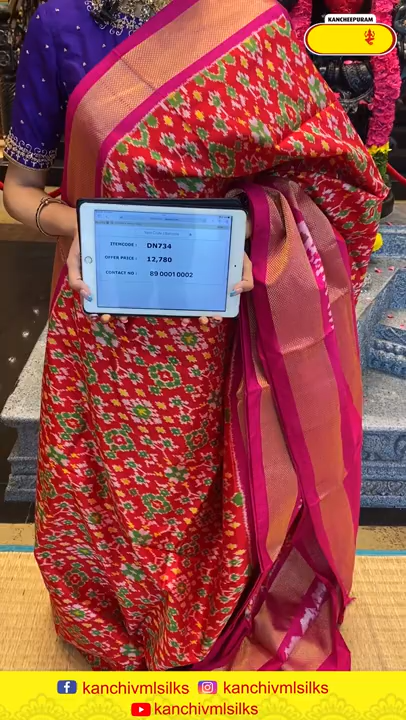 KANCHEEPURAM
ITEMCODE : DN734
OFFER PRICE : 12,780
CONTACT NO : 89 0001 0002
kanchivmlsilks kanchivmlsilks
kanchivmlsilks